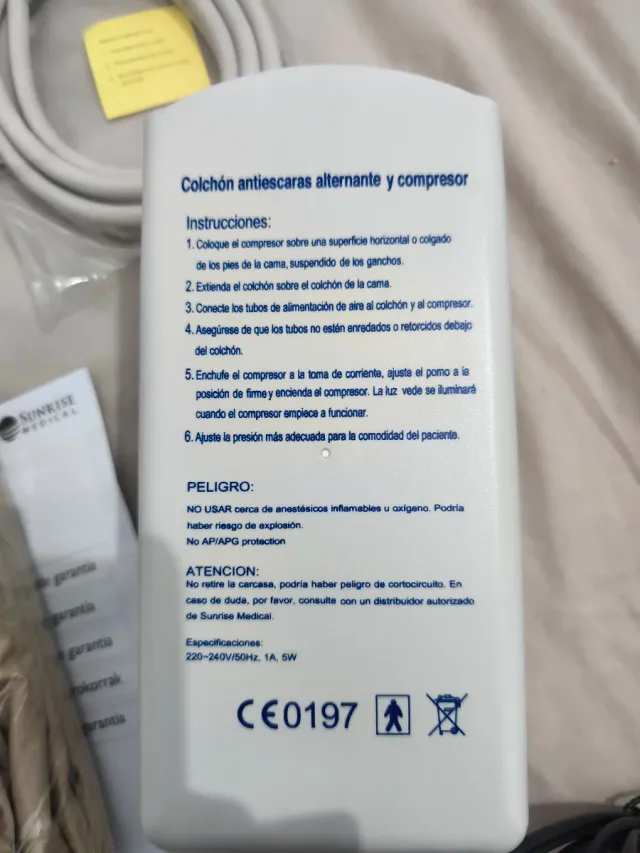 Colchón antiescaras alternante y compresor
Instrucciones:
1. Coloque el compresor sobre una superficie horizontal o colgado
de los pies de la cama, suspendido de los ganchos.
2. Extienda el colchón sobre el colchón de la cama.
3. Conecte los tubos de alimentación de aire al colchón y al compresor.
4. Asegúrese de que los tubos no estén enredados o retorcidos debajo
del colchón.
5. Enchufe el compresor a la toma de corriente, ajuste el pomo a la
posición de firme y encienda el compresor. La luz vede se iluminará
cuando el compresor empiece a funcionar.
6. Ajuste la presión más adecuada para la comodidad del paciente.
PELIGRO:
NO USAR cerca de anestésicos inflamables u oxígeno. Podría
haber riesgo de explosión.
No AP/APG protection
ATENCION:
No retire la carcasa, podría haber peligro de cortocircuito. En
caso de duda, por favor, consulte con un distribuidor autorizado
de Sunrise Medical.
Especificaciones:
220~240V/50Hz, 1A, 5W
CE0197
SUNRISE
MEDICAL
de garantía
garantía
garantía
garantía